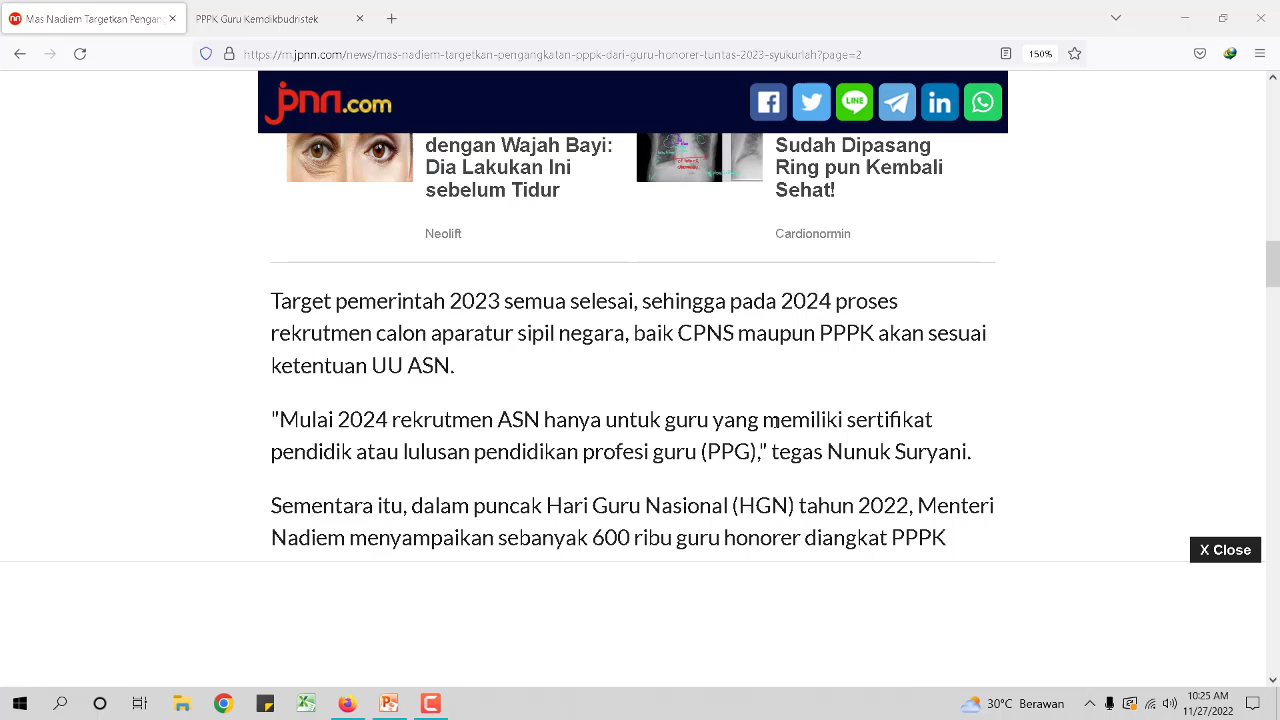 Mas Nadiem Targetkan Pengang
PPPK Guru Kemdikbudristek
https://m.jpnn.com/news/mas-nadiem-targetkan-pengangkatan-pppk-dari-guru-honorer-tuntas-2023-syukurlah?page=2
150%
jpnn.com
LINE
dengan Wajah Bayi:
Dia Lakukan Ini
sebelum Tidur
Neolift
Sudah Dipasang
Ring pun Kembali
Sehat!
Cardionormin
Target pemerintah 2023 semua selesai, sehingga pada 2024 proses
rekrutmen calon aparatur sipil negara, baik CPNS maupun PPPK akan sesuai
ketentuan UU ASN.
"Mulai 2024 rekrutmen ASN hanya untuk guru yang memiliki sertifikat
pendidik atau lulusan pendidikan profesi guru (PPG)," tegas Nunuk Suryani.
Sementara itu, dalam puncak Hari Guru Nasional (HGN) tahun 2022, Menteri
Nadiem menyampaikan sebanyak 600 ribu guru honorer diangkat PPPK
X Close
30°C Berawan
10:25 AM
11/27/2022